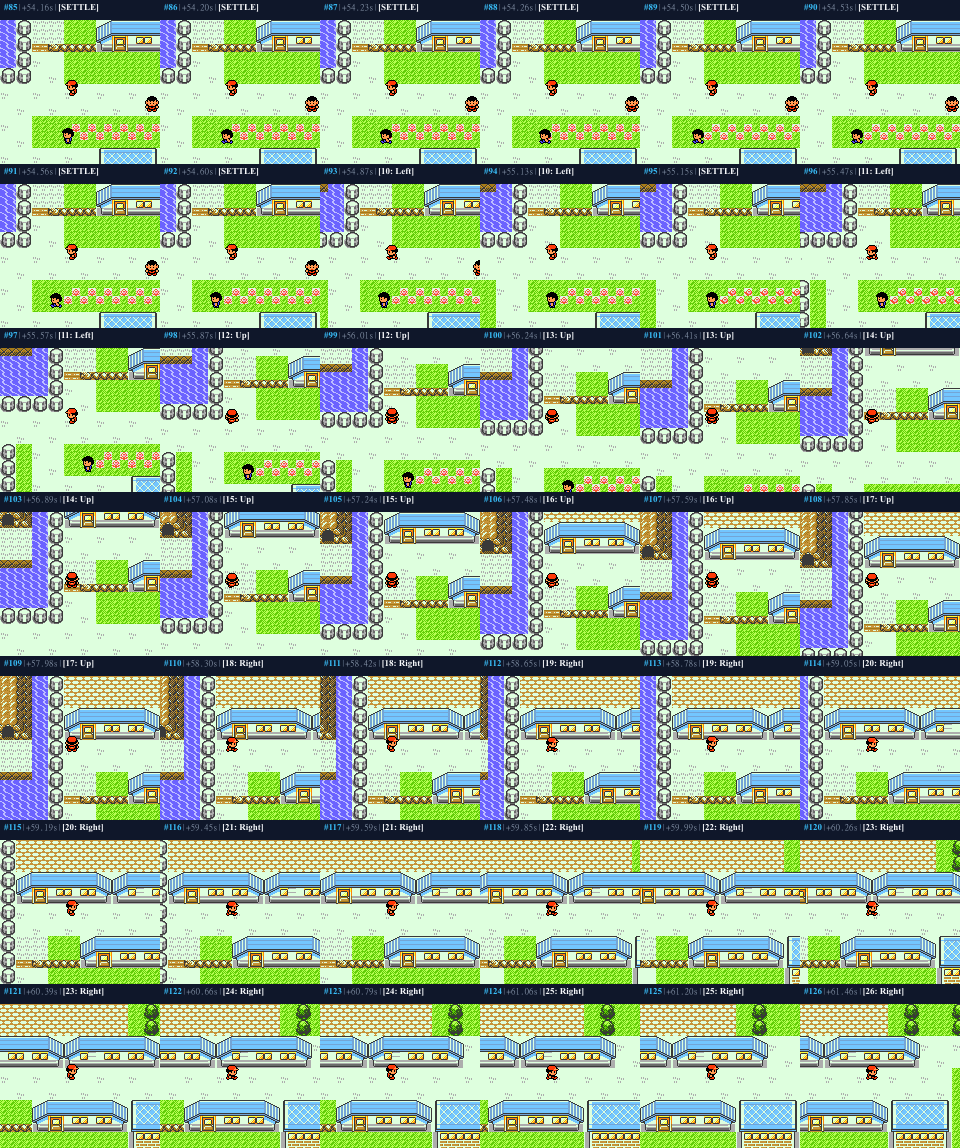 #85|+54.16s|[SETTLE] #86|+54.20s|[SETTLE] #87|+54.23s|[SETTLE] #88|+54.26s|[SETTLE] #89|+54.50s|[SETTLE] #90|+54.53s|[SETTLE]
#91|+54.56s|[SETTLE] #92|+54.60s|[SETTLE] #93|+54.87s|[10: Left] #94|+55.13s|[10: Left] #95|+55.15s|[SETTLE] #96|+55.47s|[11: Left]
#97|+55.57s|[11: Left] #98|+55.87s|[12: Up] #99|+56.01s|[12: Up] #100|+56.24s|[13: Up] #101|+56.41s|[13: Up] #102|+56.64s|[14: Up]
#103|+56.89s|[14: Up] #104|+57.08s|[15: Up] #105|+57.24s|[15: Up] #106|+57.48s|[16: Up] #107|+57.59s|[16: Up] #108|+57.85s|[17: Up]
#109|+57.98s|[17: Up] #110|+58.30s|[18: Right] #111|+58.42s|[18: Right] #112|+58.65s|[19: Right] #113|+58.78s|[19: Right] #114|+59.05s|[20: Right]
#115|+59.19s|[20: Right] #116|+59.45s|[21: Right] #117|+59.59s|[21: Right] #118|+59.85s|[22: Right] #119|+59.99s|[22: Right] #120|+60.26s|[23: Right]
#121|+60.39s|[23: Right] #122|+60.66s|[24: Right] #123|+60.79s|[24: Right] #124|+61.06s|[25: Right] #125|+61.20s|[25: Right] #126|+61.46s|[26: Right]